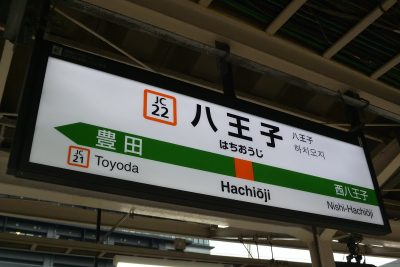 JC
22
八王子
はちおうじ
八王子
하치오지
豊田
西八王子
JC
21
Toyoda
Hachiōji
Nishi-Hachiōji